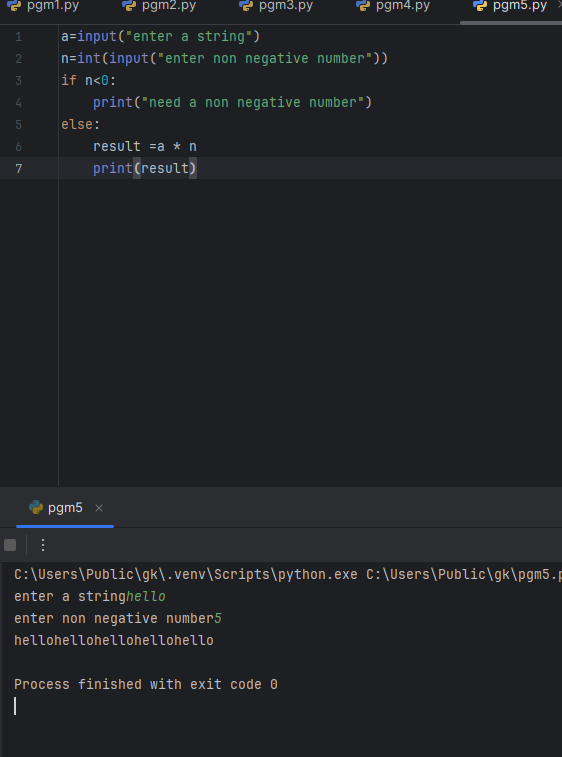 pgm1.py pgm2.py pgm3.py pgm4.py pgm5.py
1 a=input("enter a string")
2 n=int(input("enter non negative number"))
3 if n<0:
4     print("need a non negative number")
5 else:
6     result =a * n
7     print(result)
pgm5
C:\Users\Public\gk\.venv\Scripts\python.exe C:\Users\Public\gk\pgm5.p
enter a stringhello
enter non negative number5
hellohellohellohellohello
Process finished with exit code 0